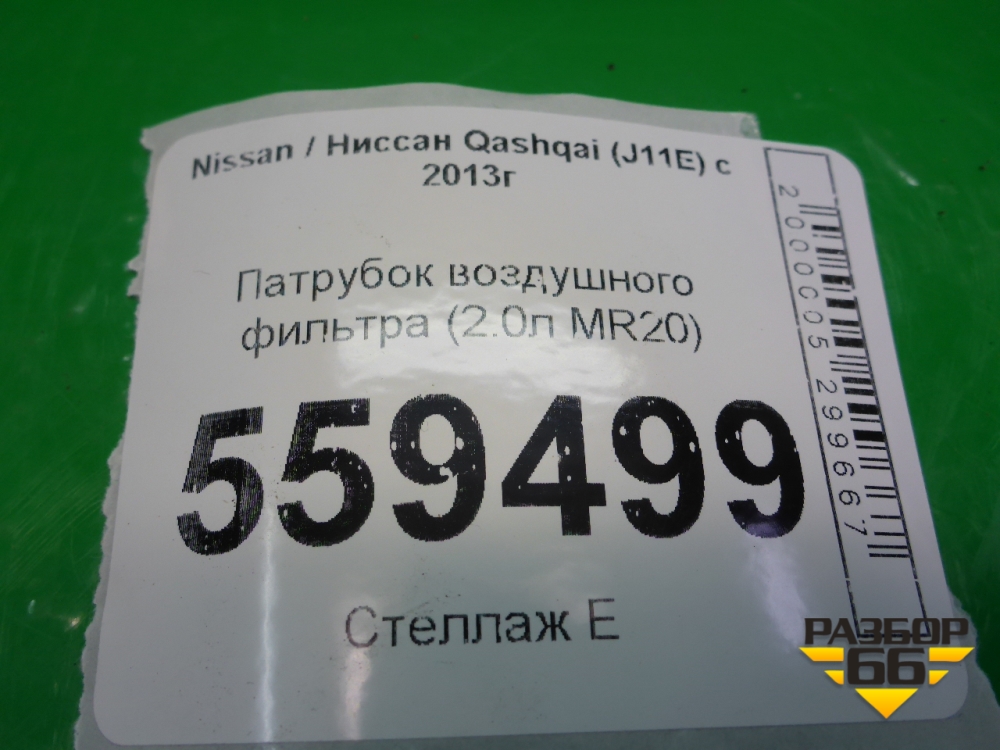 Nissan / Ниссан Qashqai (J11E) с
2013г
Патрубок воздушного
фильтра (2.0л MR20)
559499
Стеллаж Е
2000005299667
РАЗБОР
66